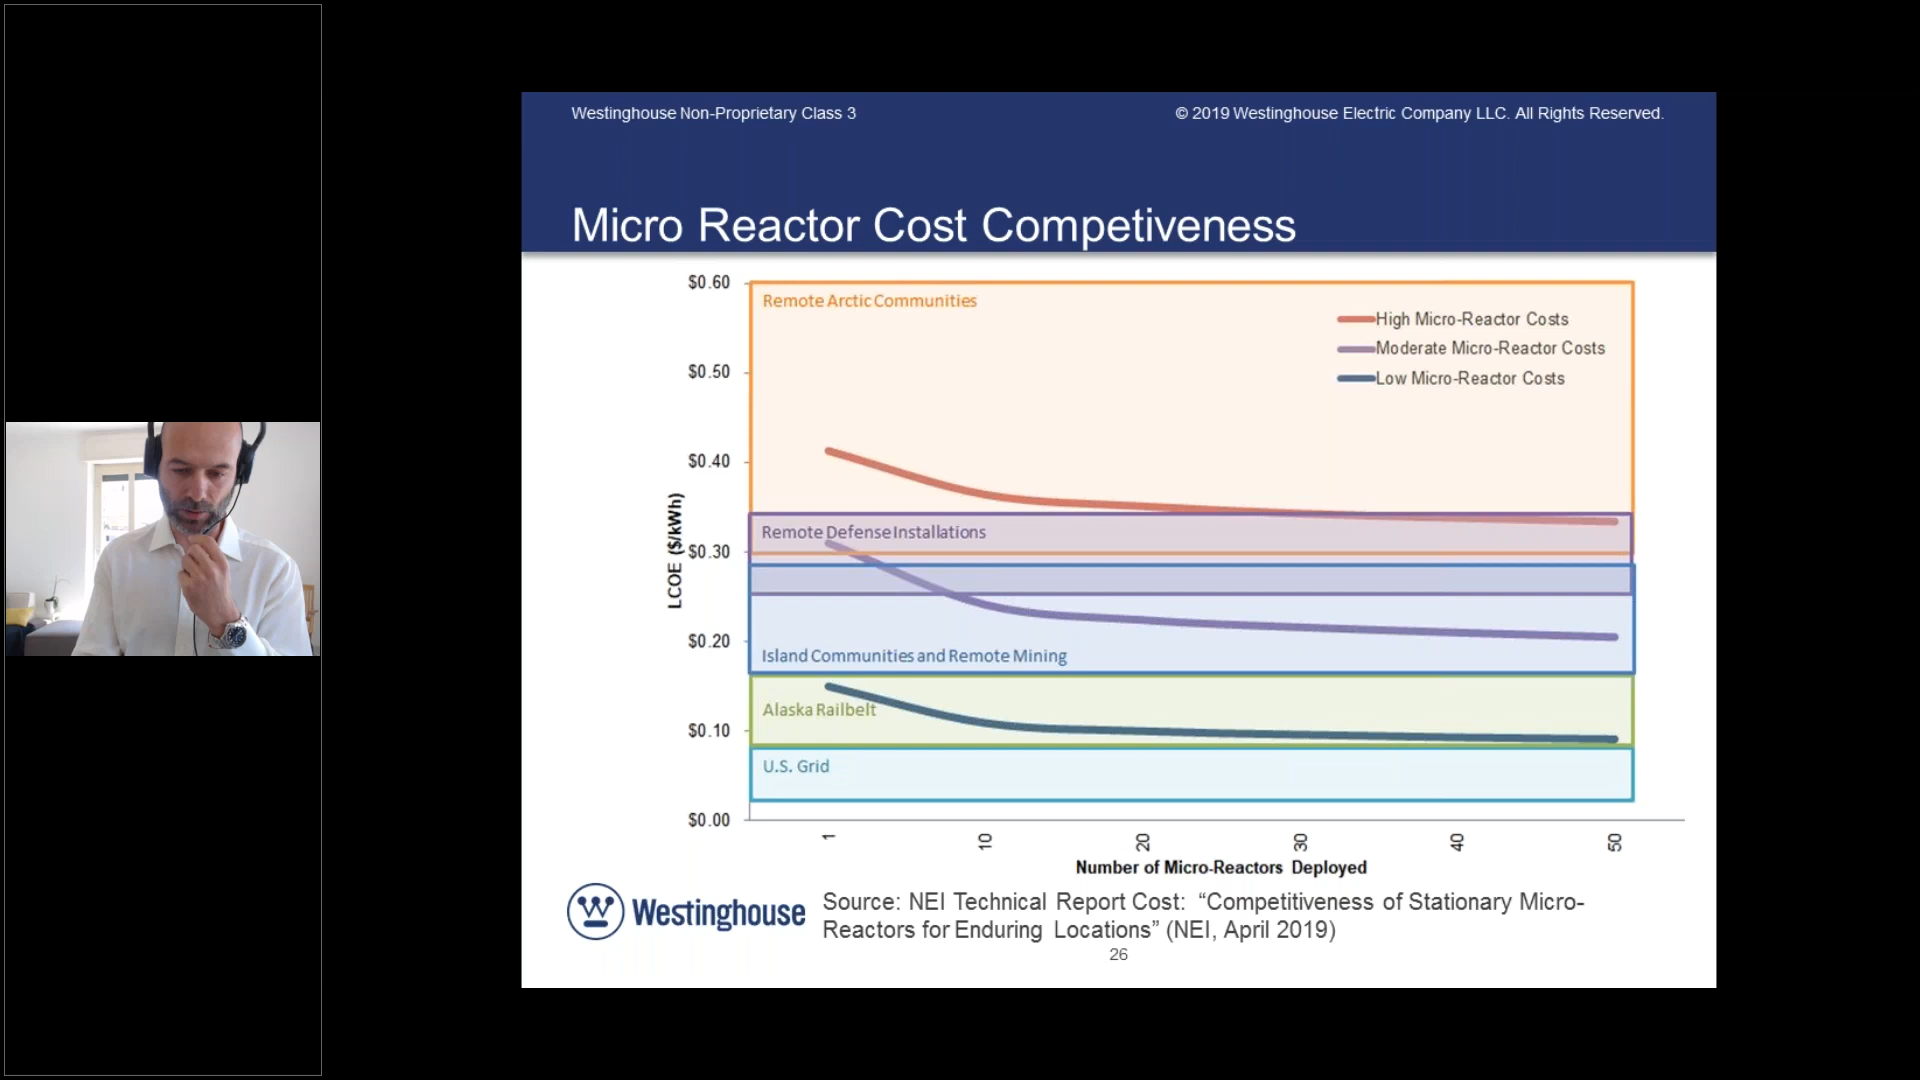 Westinghouse Non-Proprietary Class 3
© 2019 Westinghouse Electric Company LLC. All Rights Reserved.
Micro Reactor Cost Competiveness
$0.60
$0.50
$0.40
$0.30
$0.20
$0.10
$0.00
LCOE ($/kWh)
Remote Arctic Communities
High Micro-Reactor Costs
Moderate Micro-Reactor Costs
Low Micro-Reactor Costs
Remote Defense Installations
Island Communities and Remote Mining
Alaska Railbelt
U.S. Grid
1
10
20
30
40
50
Number of Micro-Reactors Deployed
Westinghouse
Source: NEI Technical Report Cost: “Competitiveness of Stationary Micro-
Reactors for Enduring Locations” (NEI, April 2019)
26